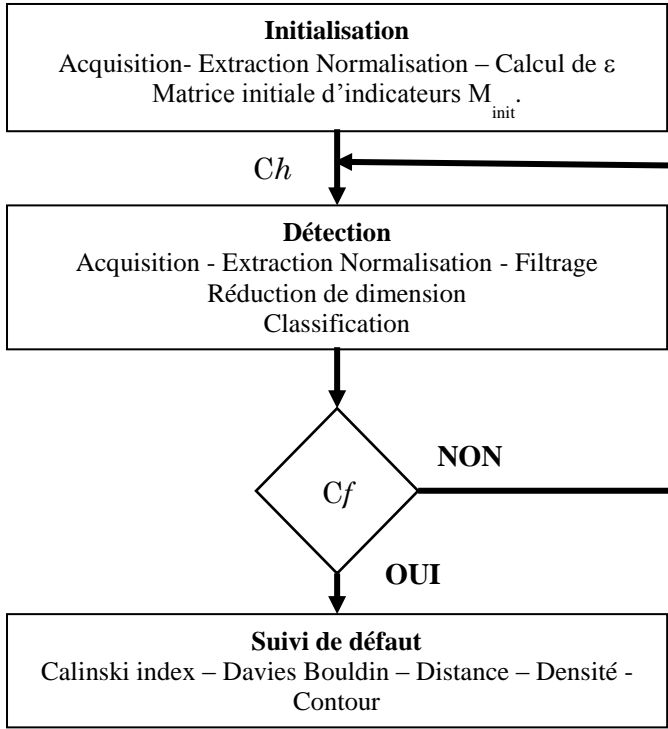 Initialisation
Acquisition- Extraction Normalisation – Calcul de ε
Matrice initiale d’indicateurs M_init.
Ch
Détection
Acquisition - Extraction Normalisation - Filtrage
Réduction de dimension
Classification
Cf
NON
OUI
Suivi de défaut
Calinski index – Davies Bouldin – Distance – Densité -
Contour